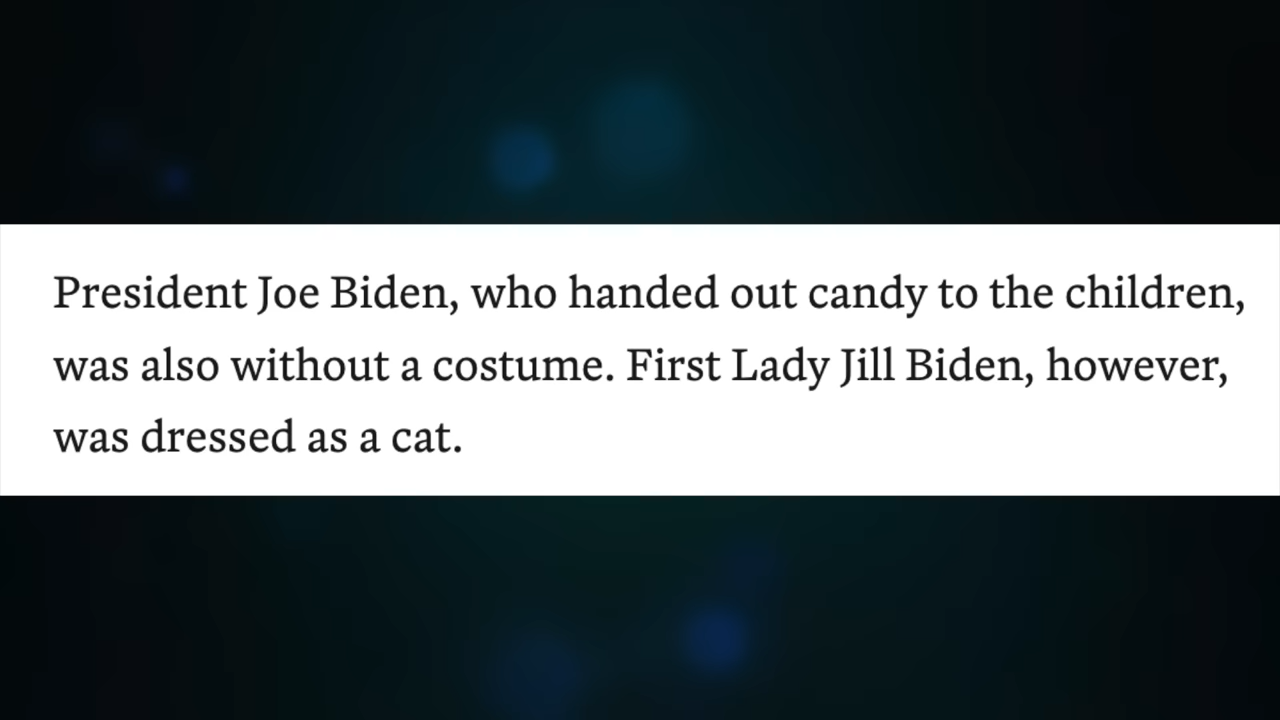 President Joe Biden, who handed out candy to the children,
was also without a costume. First Lady Jill Biden, however,
was dressed as a cat.